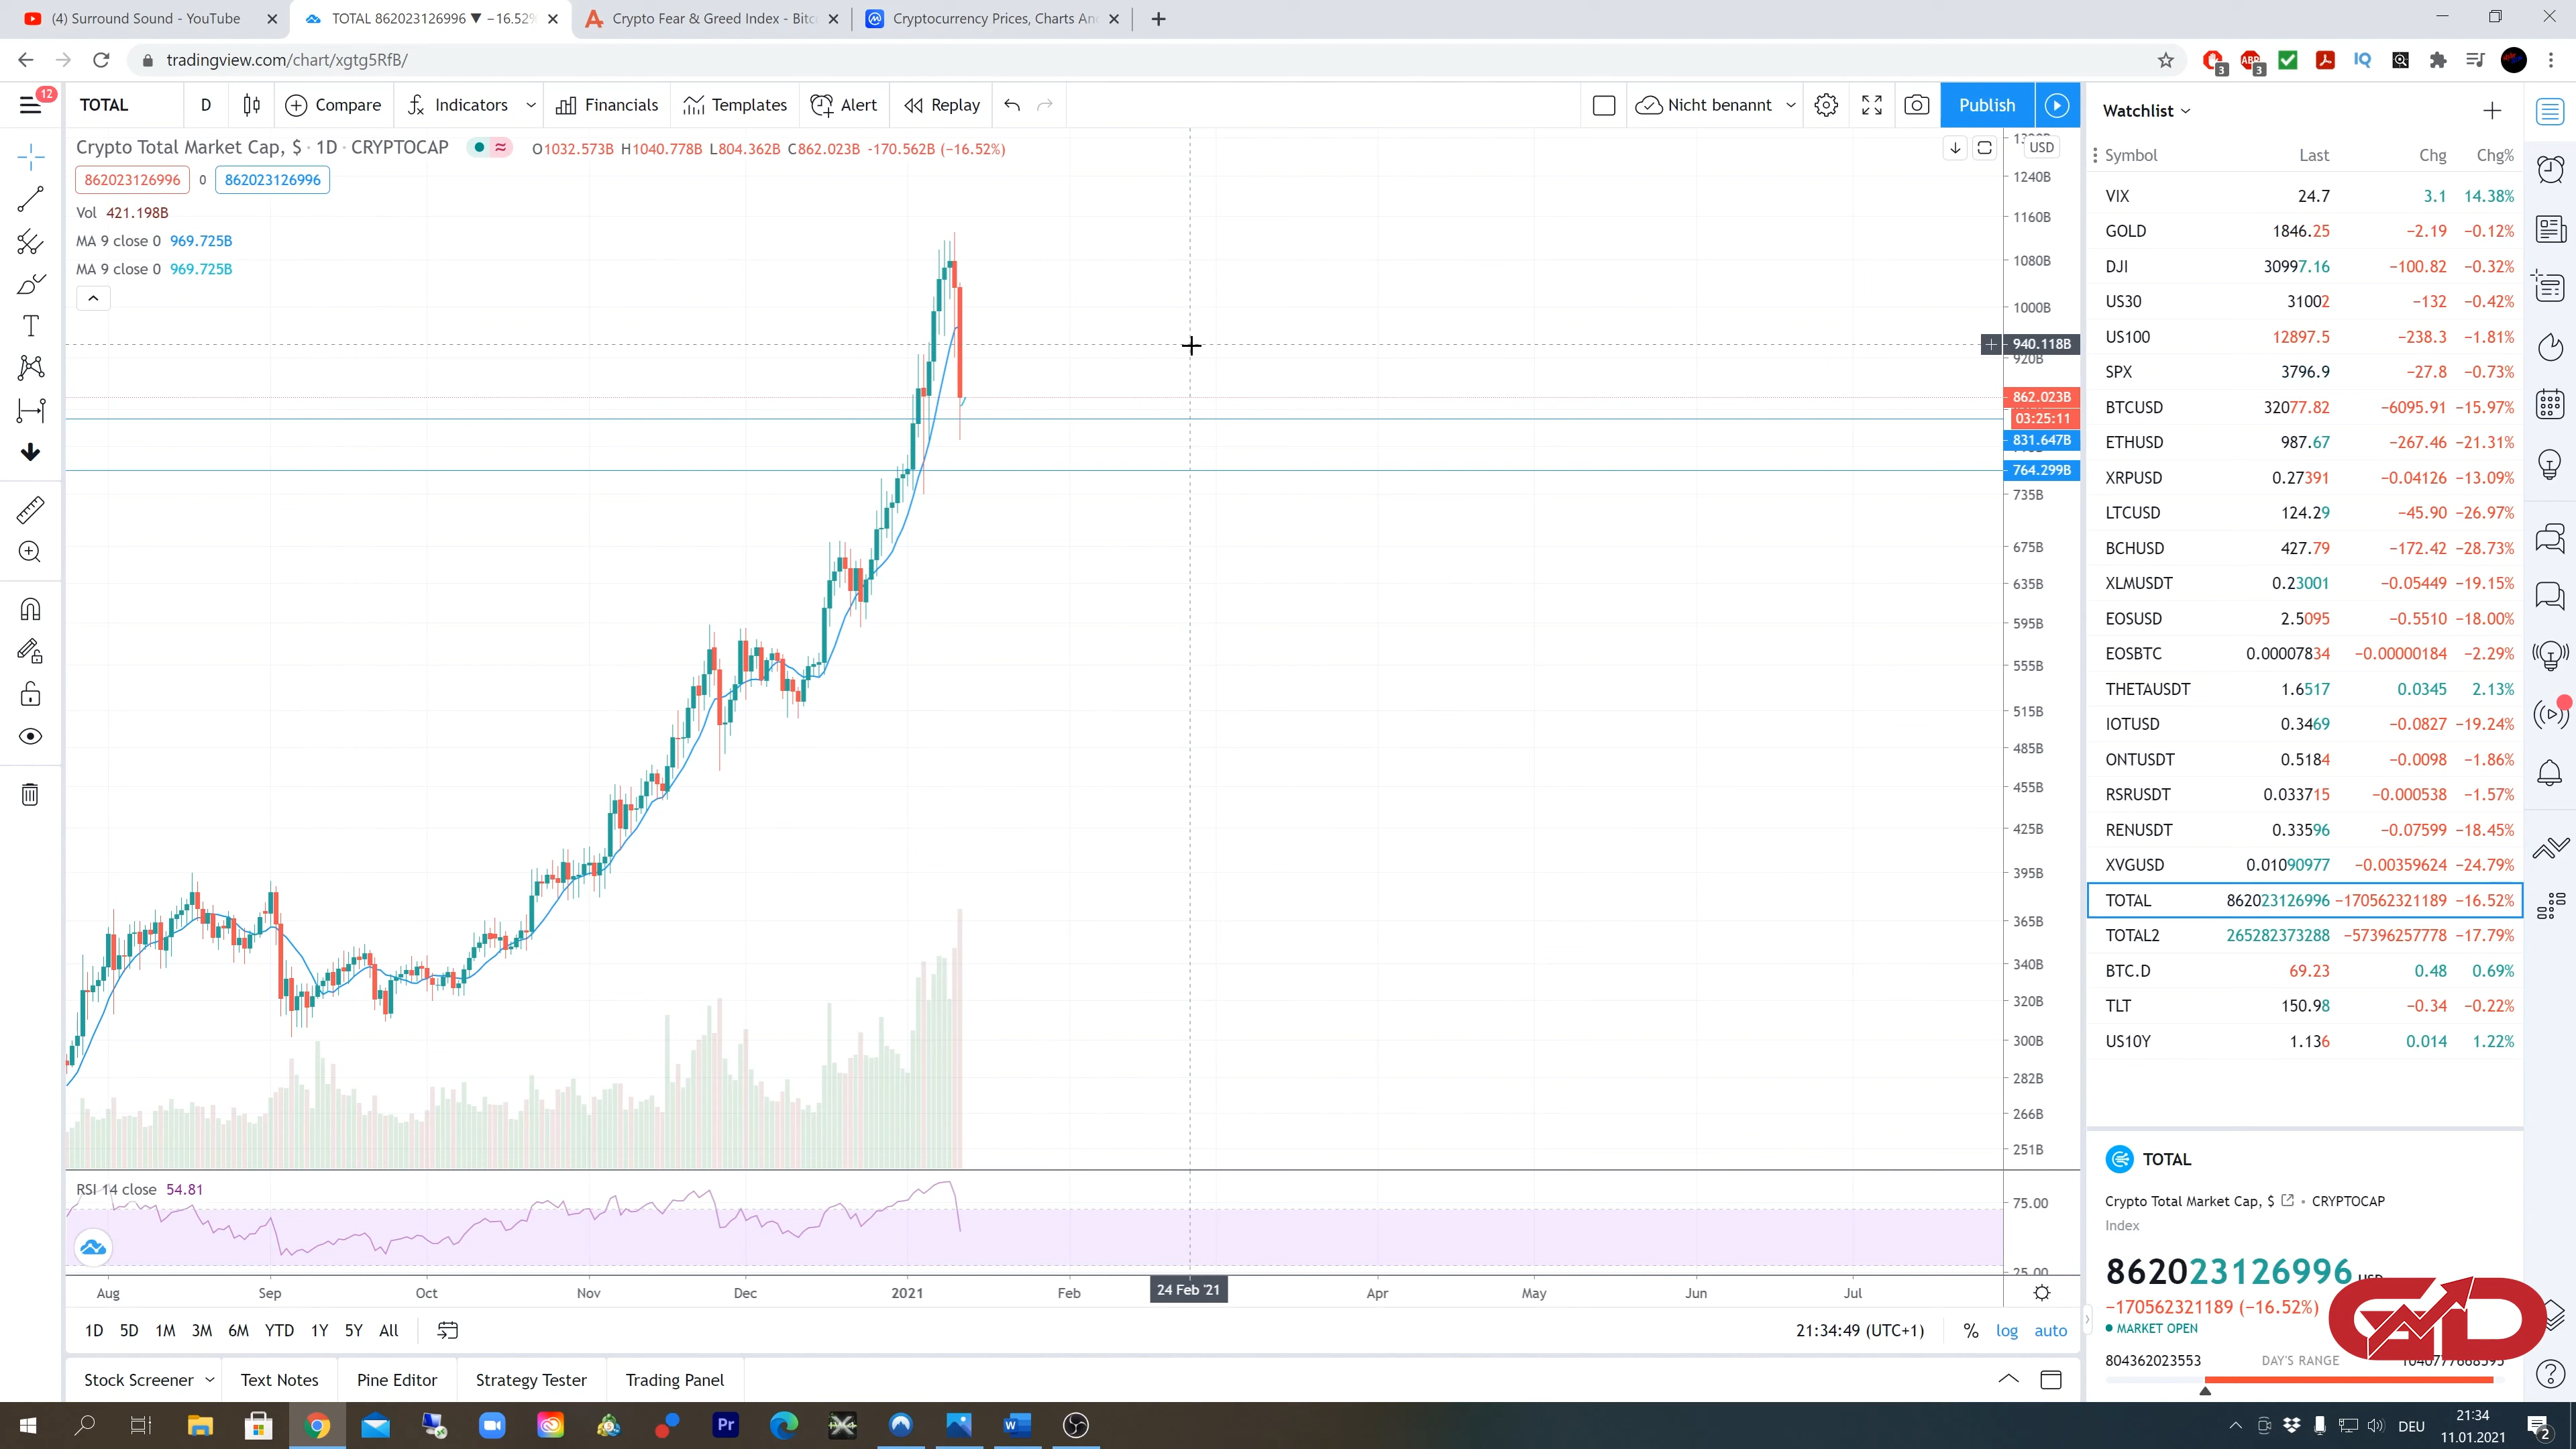 (4) Surround Sound - YouTube
TOTAL 862023126996 ▼ −16.52%
Crypto Fear & Greed Index - Bitc
Cryptocurrency Prices, Charts An
tradingview.com/chart/xgtg5RfB/
3
ABP
3
IQ
12
TOTAL
D
Compare
Indicators
Financials
Templates
Alert
Replay
Nicht benannt
Publish
Crypto Total Market Cap, $ · 1D · CRYPTOCAP
O1032.573B H1040.778B L804.362B C862.023B -170.562B (−16.52%)
862023126996
0
862023126996
Vol 421.198B
MA 9 close 0 969.725B
MA 9 close 0 969.725B
USD
1240B
1160B
1080B
1000B
940.118B
920B
862.023B
03:25:11
831.647B
764.299B
735B
675B
635B
595B
555B
515B
485B
455B
425B
395B
365B
340B
320B
300B
282B
266B
251B
RSI 14 close 54.81
75.00
25.00
Aug
Sep
Oct
Nov
Dec
2021
Feb
24 Feb '21
Apr
May
Jun
Jul
1D 5D 1M 3M 6M YTD 1Y 5Y All
21:34:49 (UTC+1)
%
log
auto
Stock Screener
Text Notes
Pine Editor
Strategy Tester
Trading Panel
Watchlist
Symbol Last Chg Chg%
VIX 24.7 3.1 14.38%
GOLD 1846.25 −2.19 −0.12%
DJI 30997.16 −100.82 −0.32%
US30 31002 −132 −0.42%
US100 12897.5 −238.3 −1.81%
SPX 3796.9 −27.8 −0.73%
BTCUSD 32077.82 −6095.91 −15.97%
ETHUSD 987.67 −267.46 −21.31%
XRPUSD 0.27391 −0.04126 −13.09%
LTCUSD 124.29 −45.90 −26.97%
BCHUSD 427.79 −172.42 −28.73%
XLMUSDT 0.23001 −0.05449 −19.15%
EOSUSD 2.5095 −0.5510 −18.00%
EOSBTC 0.00007834 −0.00000184 −2.29%
THETAUSDT 1.6517 0.0345 2.13%
IOTUSD 0.3469 −0.0827 −19.24%
ONTUSDT 0.5184 −0.0098 −1.86%
RSRUSDT 0.033715 −0.000538 −1.57%
RENUSDT 0.33596 −0.07599 −18.45%
XVGUSD 0.01090977 −0.00359624 −24.79%
TOTAL 862023126996 −170562321189 −16.52%
TOTAL2 265282373288 −57396257778 −17.79%
BTC.D 69.23 0.48 0.69%
TLT 150.98 −0.34 −0.22%
US10Y 1.136 0.014 1.22%
TOTAL
Crypto Total Market Cap, $ • CRYPTOCAP
Index
862023126996
−170562321189 (−16.52%)
MARKET OPEN
804362023553 DAY'S RANGE
Pr
DEU
21:34
11.01.2021
2